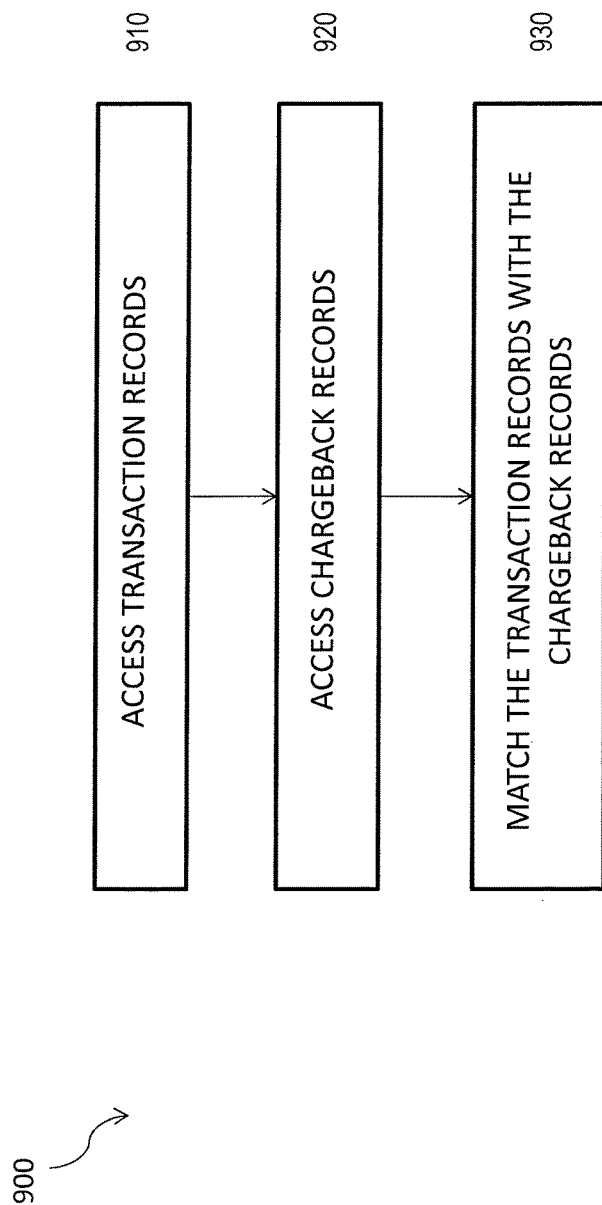 900
ACCESS TRANSACTION RECORDS
910
ACCESS CHARGEBACK RECORDS
920
MATCH THE TRANSACTION RECORDS WITH THE
CHARGEBACK RECORDS
930